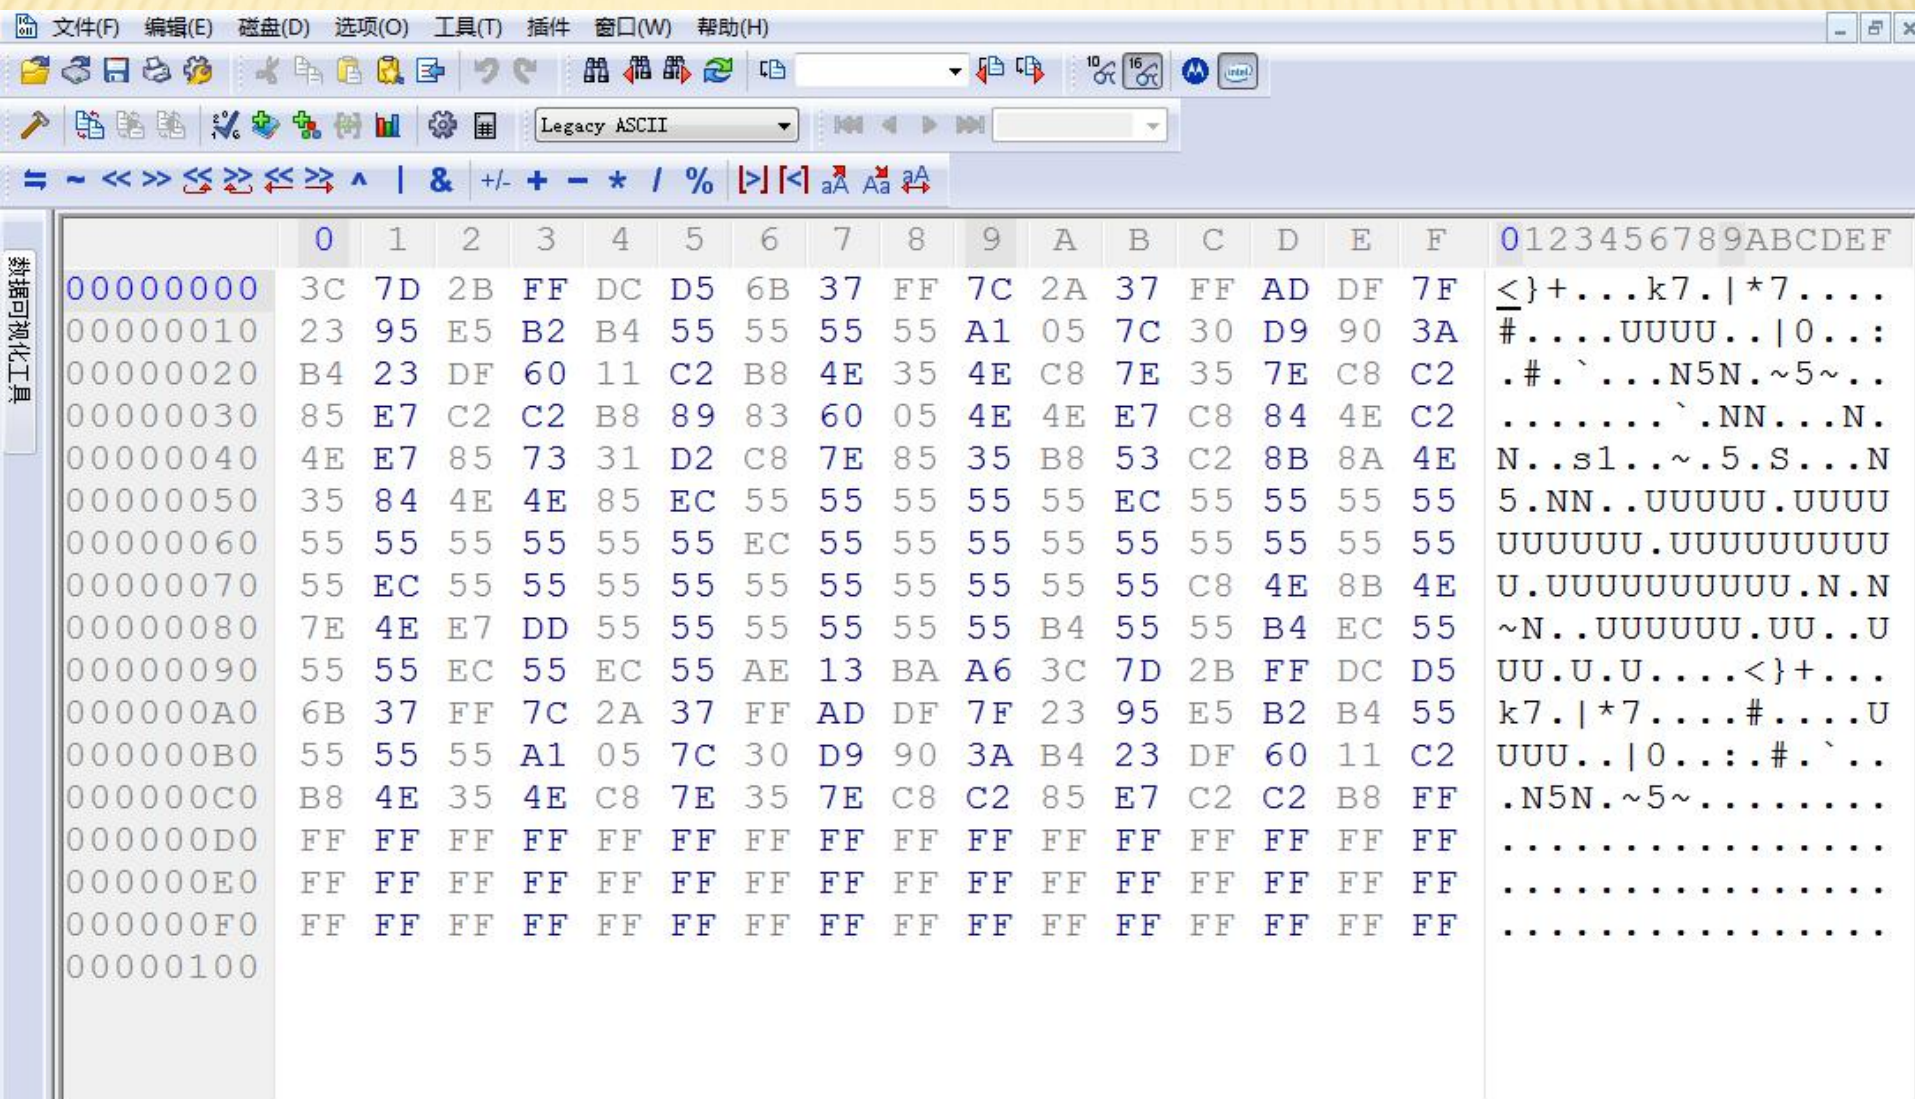 文件(F) 编辑(E) 磁盘(D) 选项(O) 工具(T) 插件 窗口(W) 帮助(H)
10 16 intel
Legacy ASCII
⇋ ~ << >> ^ | & +/- + - * / % aA Aa aA
数据可视化工具
0 1 2 3 4 5 6 7 8 9 A B C D E F 0123456789ABCDEF
00000000 3C 7D 2B FF DC D5 6B 37 FF 7C 2A 37 FF AD DF 7F <}+...k7.|*7....
00000010 23 95 E5 B2 B4 55 55 55 55 A1 05 7C 30 D9 90 3A #....UUUU..|0..:
00000020 B4 23 DF 60 11 C2 B8 4E 35 4E C8 7E 35 7E C8 C2 .#.`...N5N.~5~..
00000030 85 E7 C2 C2 B8 89 83 60 05 4E 4E E7 C8 84 4E C2 .......`.NN...N.
00000040 4E E7 85 73 31 D2 C8 7E 85 35 B8 53 C2 8B 8A 4E N..s1..~.5.S...N
00000050 35 84 4E 4E 85 EC 55 55 55 55 55 EC 55 55 55 55 5.NN..UUUUU.UUUU
00000060 55 55 55 55 55 55 EC 55 55 55 55 55 55 55 55 55 UUUUUU.UUUUUUUUU
00000070 55 EC 55 55 55 55 55 55 55 55 55 55 C8 4E 8B 4E U.UUUUUUUUUU.N.N
00000080 7E 4E E7 DD 55 55 55 55 55 55 B4 55 55 B4 EC 55 ~N..UUUUUU.UU..U
00000090 55 55 EC 55 EC 55 AE 13 BA A6 3C 7D 2B FF DC D5 UU.U.U....<}+...
000000A0 6B 37 FF 7C 2A 37 FF AD DF 7F 23 95 E5 B2 B4 55 k7.|*7....#....U
000000B0 55 55 55 A1 05 7C 30 D9 90 3A B4 23 DF 60 11 C2 UUU..|0..:.#.`..
000000C0 B8 4E 35 4E C8 7E 35 7E C8 C2 85 E7 C2 C2 B8 FF .N5N.~5~........
000000D0 FF FF FF FF FF FF FF FF FF FF FF FF FF FF FF FF ................
000000E0 FF FF FF FF FF FF FF FF FF FF FF FF FF FF FF FF ................
000000F0 FF FF FF FF FF FF FF FF FF FF FF FF FF FF FF FF ................
00000100